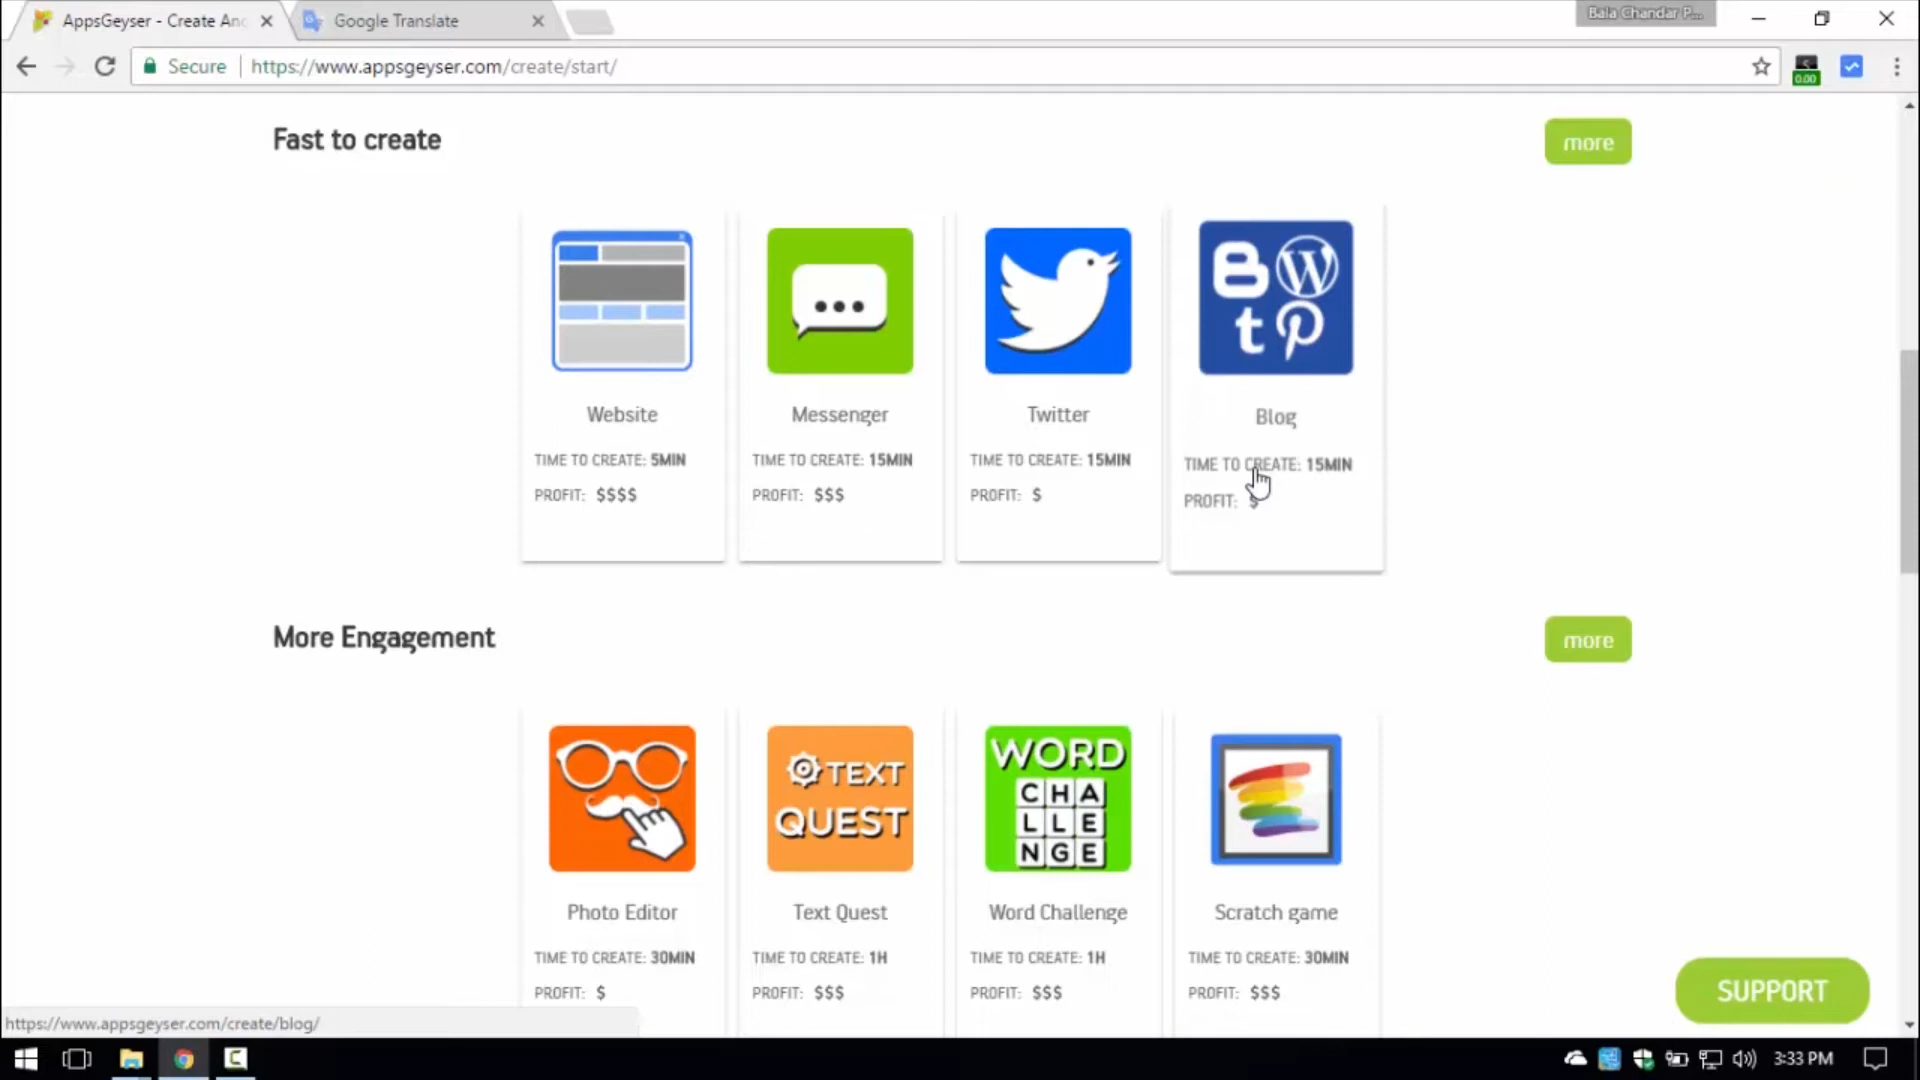 AppsGeyser - Create And
Google Translate
Bala Chandar P...
Secure
https://www.appsgeyser.com/create/start/
0.00
Fast to create
more
Website
Messenger
Twitter
Blog
TIME TO CREATE: 5MIN
TIME TO CREATE: 15MIN
TIME TO CREATE: 15MIN
TIME TO CREATE: 15MIN
PROFIT: $$$$
PROFIT: $$$
PROFIT: $
PROFIT: $
More Engagement
more
TEXT
QUEST
WORD
CHA
LLE
NGE
Photo Editor
Text Quest
Word Challenge
Scratch game
TIME TO CREATE: 30MIN
TIME TO CREATE: 1H
TIME TO CREATE: 1H
TIME TO CREATE: 30MIN
PROFIT: $
PROFIT: $$$
PROFIT: $$$
PROFIT: $$$
SUPPORT
https://www.appsgeyser.com/create/blog/
3:33 PM